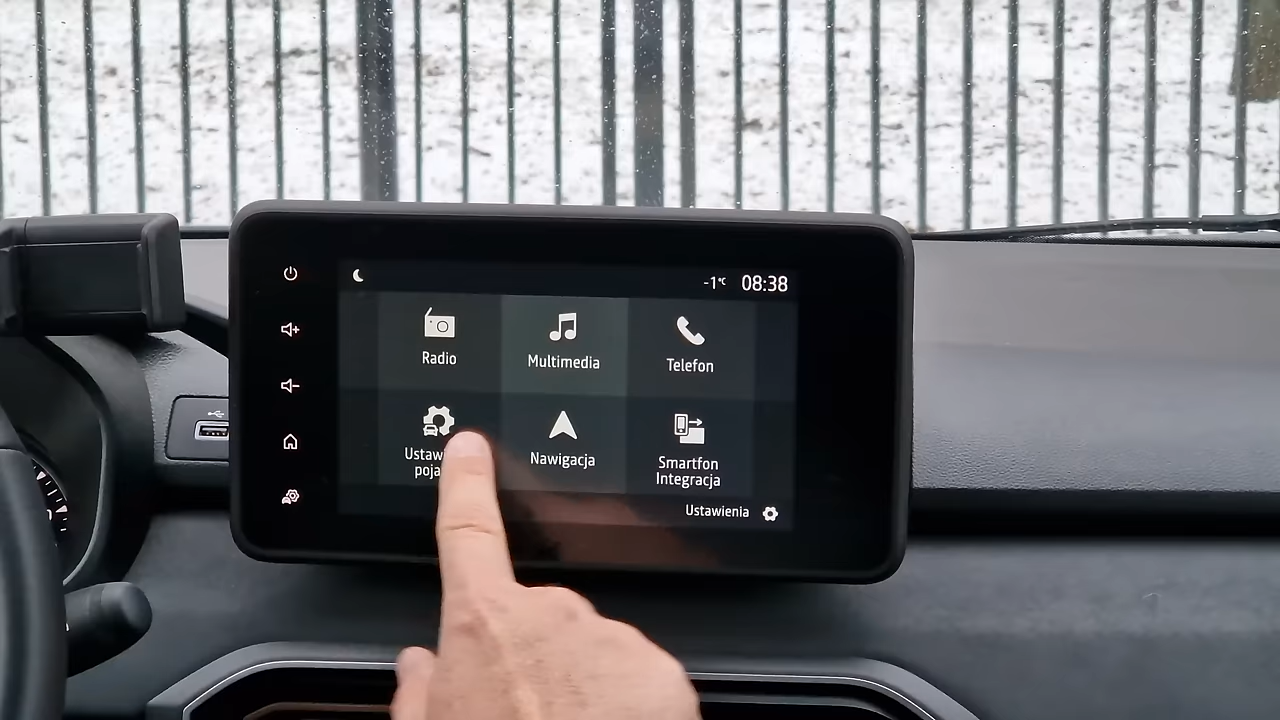 -1°C 08:38
Radio
Multimedia
Telefon
Nawigacja
Smartfon
Integracja
Ustawienia